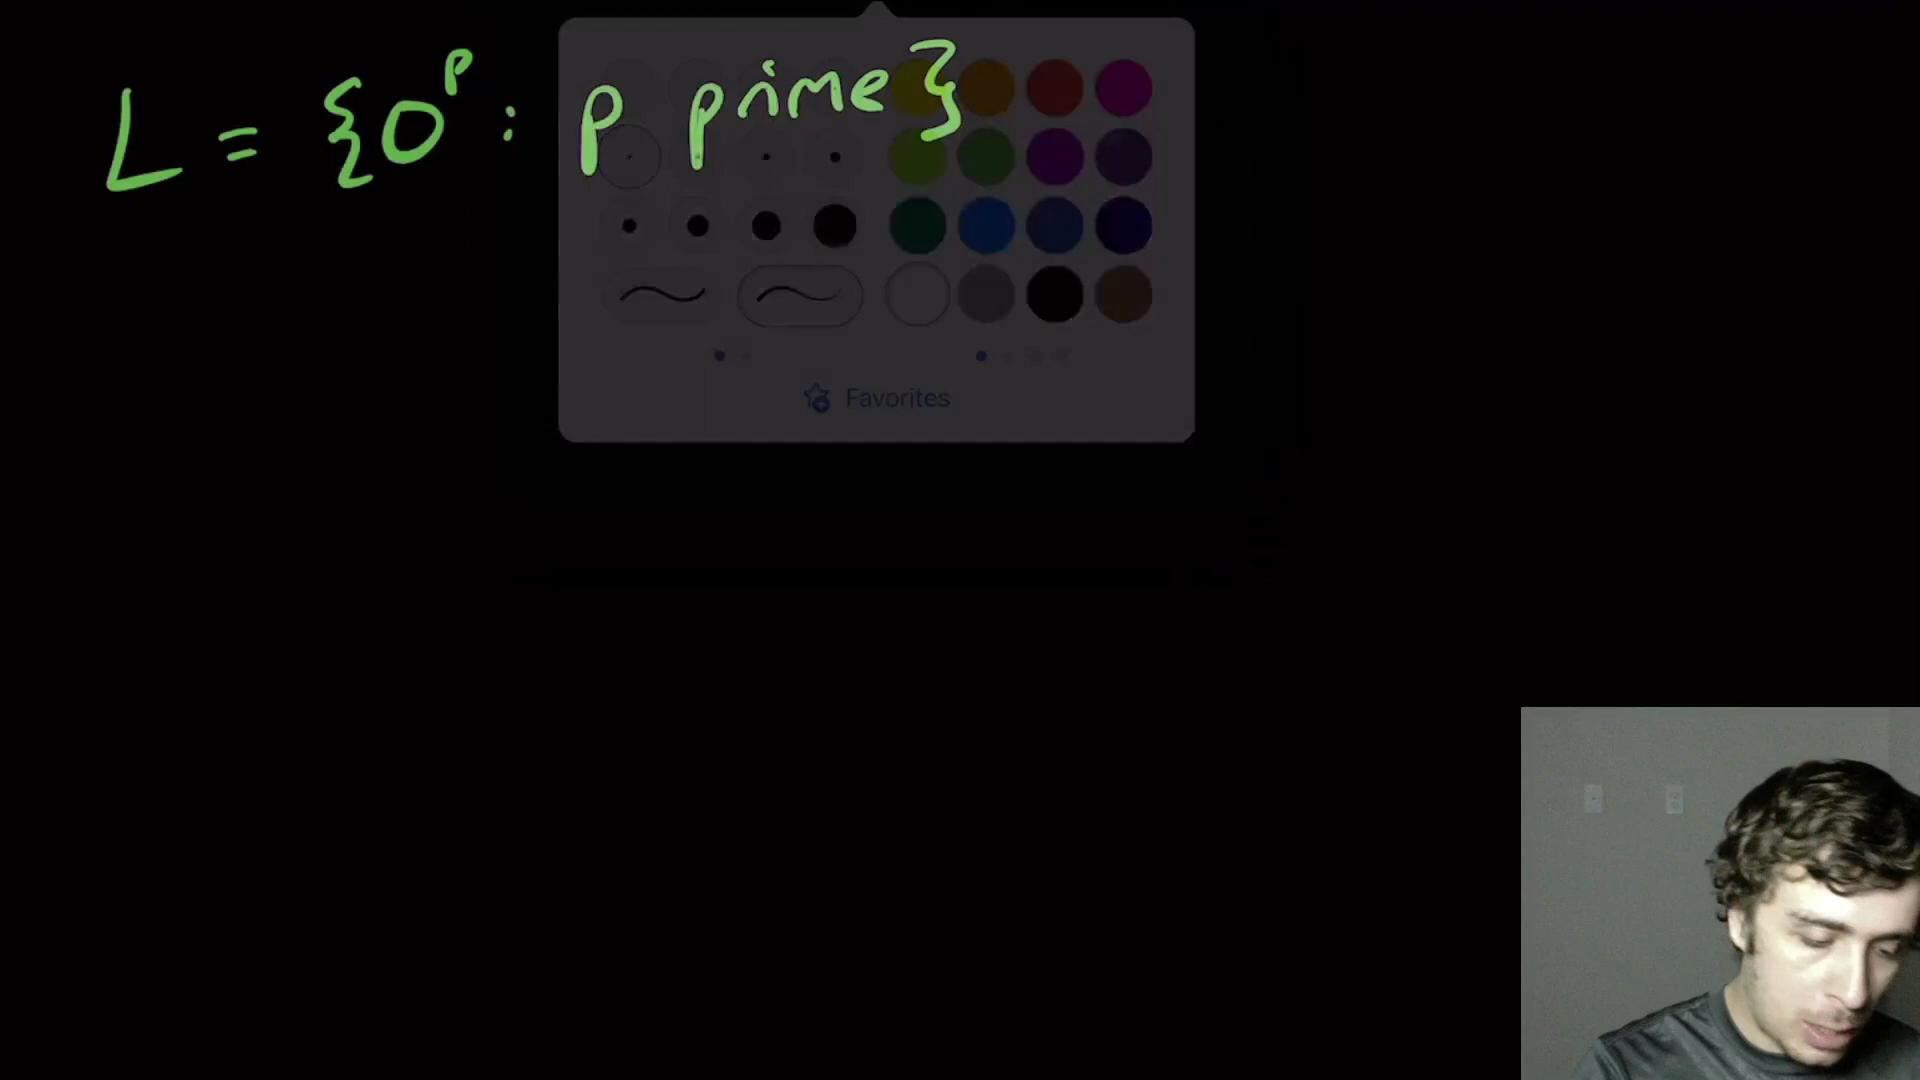 L = {0^p : p prime}
Favorites